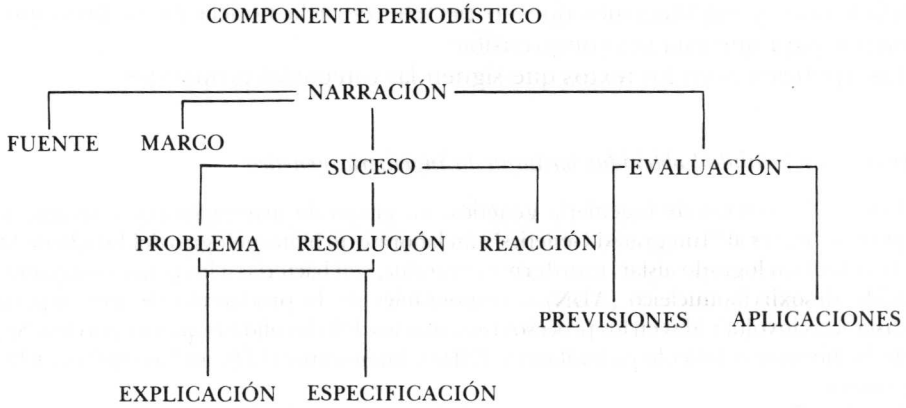 COMPONENTE PERIODÍSTICO
NARRACIÓN
FUENTE MARCO
SUCESO EVALUACIÓN
PROBLEMA RESOLUCIÓN REACCIÓN
PREVISIONES APLICACIONES
EXPLICACIÓN ESPECIFICACIÓN